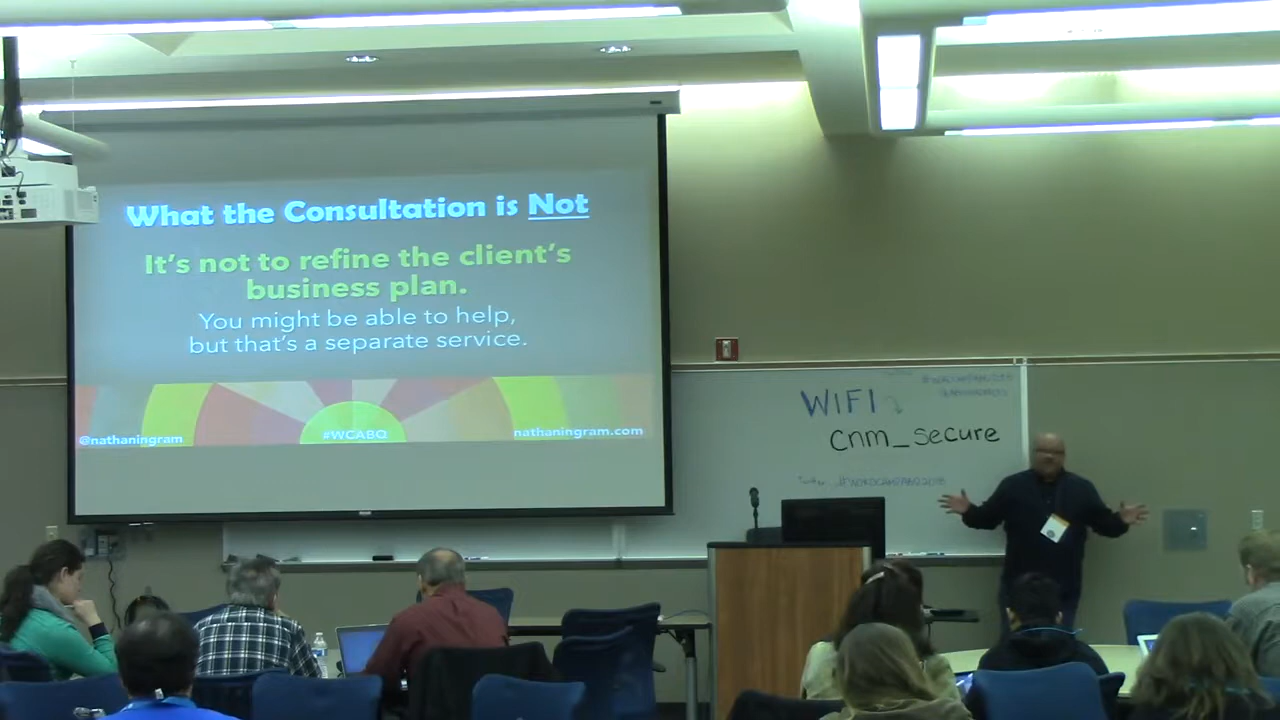 What the Consultation is Not
It's not to refine the client's
business plan.
You might be able to help,
but that's a separate service.
@nathaningram
#WCABQ
nathaningram.com
WIFI
cnm_secure